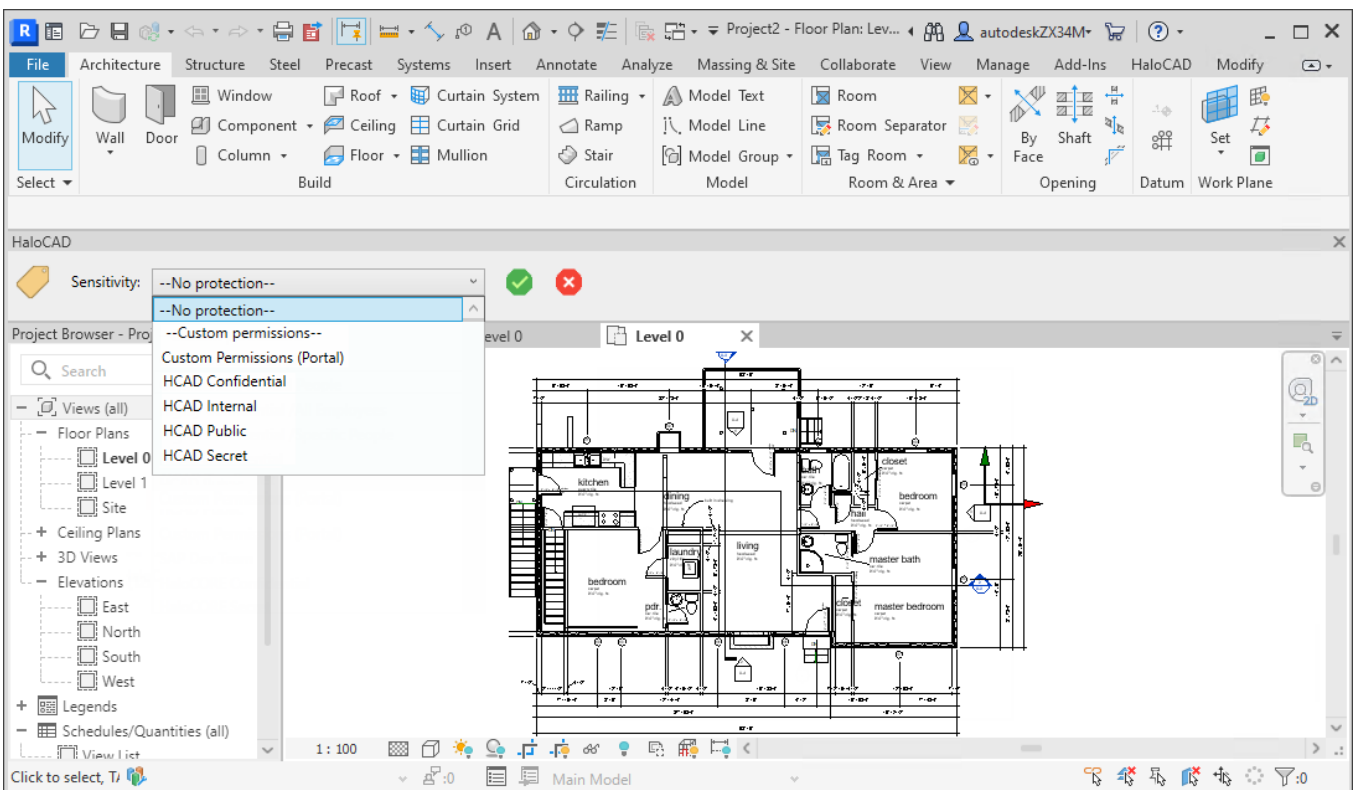 R Project2 - Floor Plan: Lev... autodeskZX34M
File Architecture Structure Steel Precast Systems Insert Annotate Analyze Massing & Site Collaborate View Manage Add-Ins HaloCAD Modify
Window Roof Curtain System Railing Model Text Room
Component Ceiling Curtain Grid Ramp Model Line Room Separator
Modify Wall Door By Face Shaft Set
Column Floor Mullion Stair Model Group Tag Room
Select Build Circulation Model Room & Area Opening Datum Work Plane
HaloCAD
Sensitivity: --No protection--
--No protection--
--Custom permissions--
Custom Permissions (Portal)
HCAD Confidential
HCAD Internal
HCAD Public
HCAD Secret
Project Browser - Proj
evel 0 Level 0
Search
Views (all)
Floor Plans
Level 0
Level 1
Site
Ceiling Plans
3D Views
Elevations
East
North
South
West
Legends
Schedules/Quantities (all)
View List
2D
kitchen
dining
closet
bedroom
hall
living
laundry
master bath
bedroom
pdr.
closet
master bedroom
1 : 100
Click to select, TA :0 Main Model :0